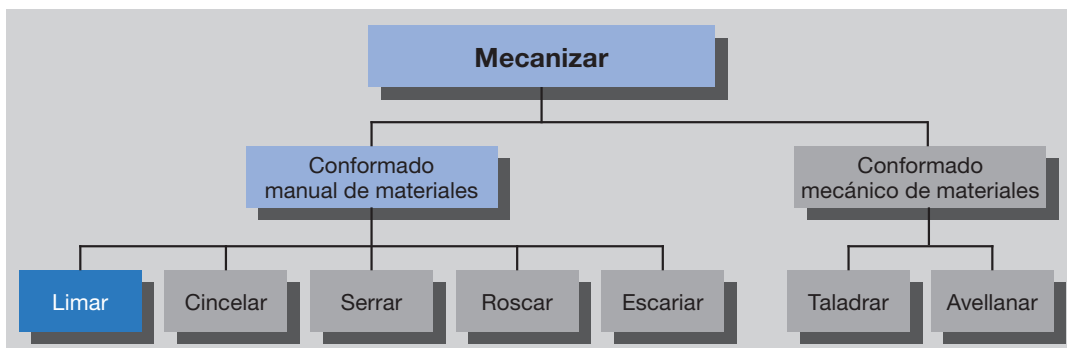 Mecanizar
Conformado
manual de materiales
Conformado
mecánico de materiales
Limar
Cincelar
Serrar
Roscar
Escariar
Taladrar
Avellanar